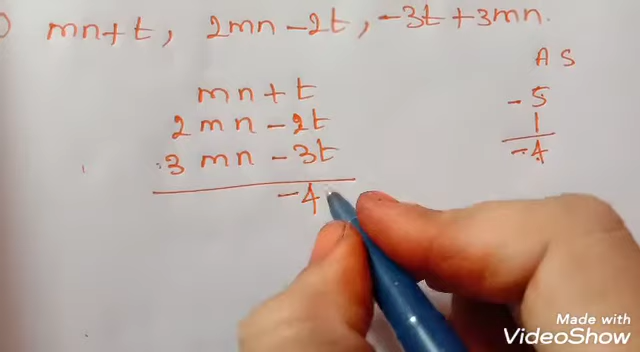 ) mn+t, 2mn-2t, -3t+3mn.
A S
mn+t
2mn-2t
3mn-3t
-4
-5
1
-4
Made with
VideoShow